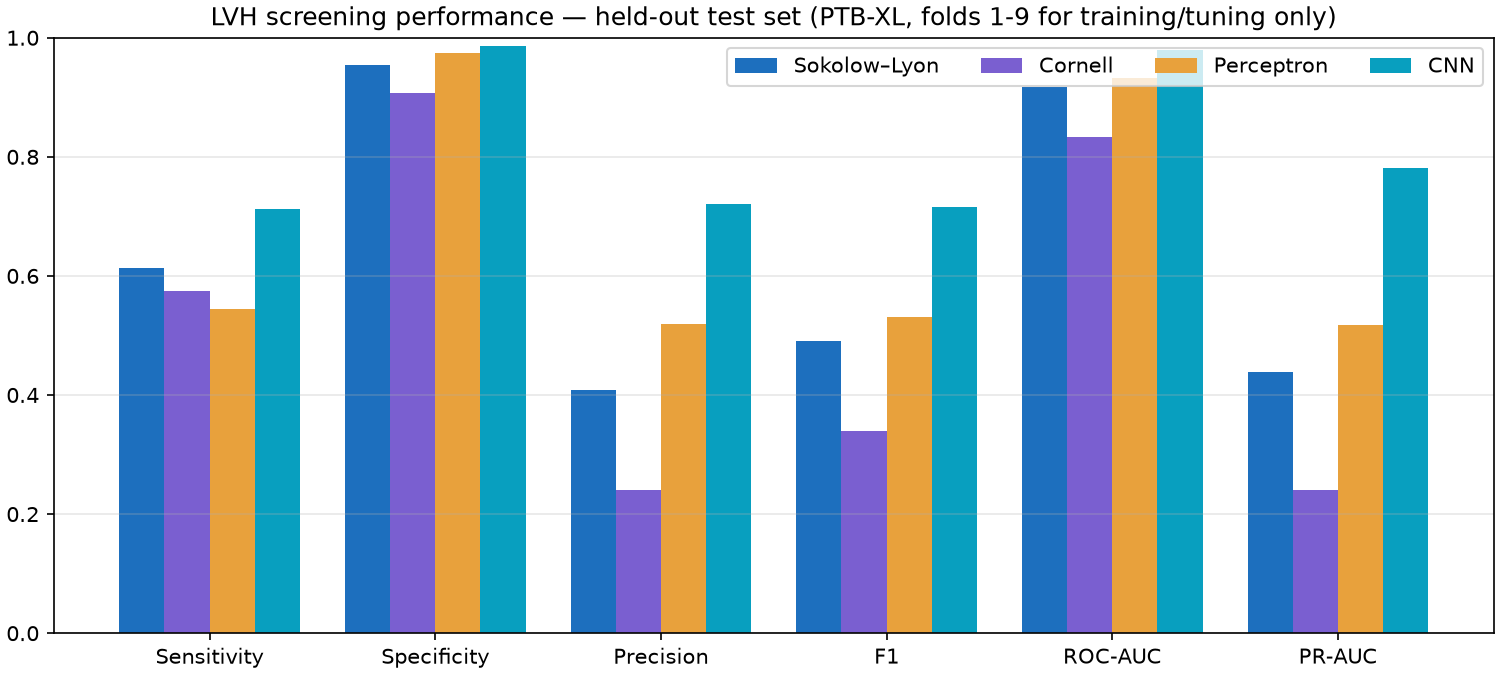 LVH screening performance — held-out test set (PTB-XL, folds 1-9 for training/tuning only)
Sokolow–Lyon Cornell Perceptron CNN
1.0
0.8
0.6
0.4
0.2
0.0
Sensitivity Specificity Precision F1 ROC-AUC PR-AUC